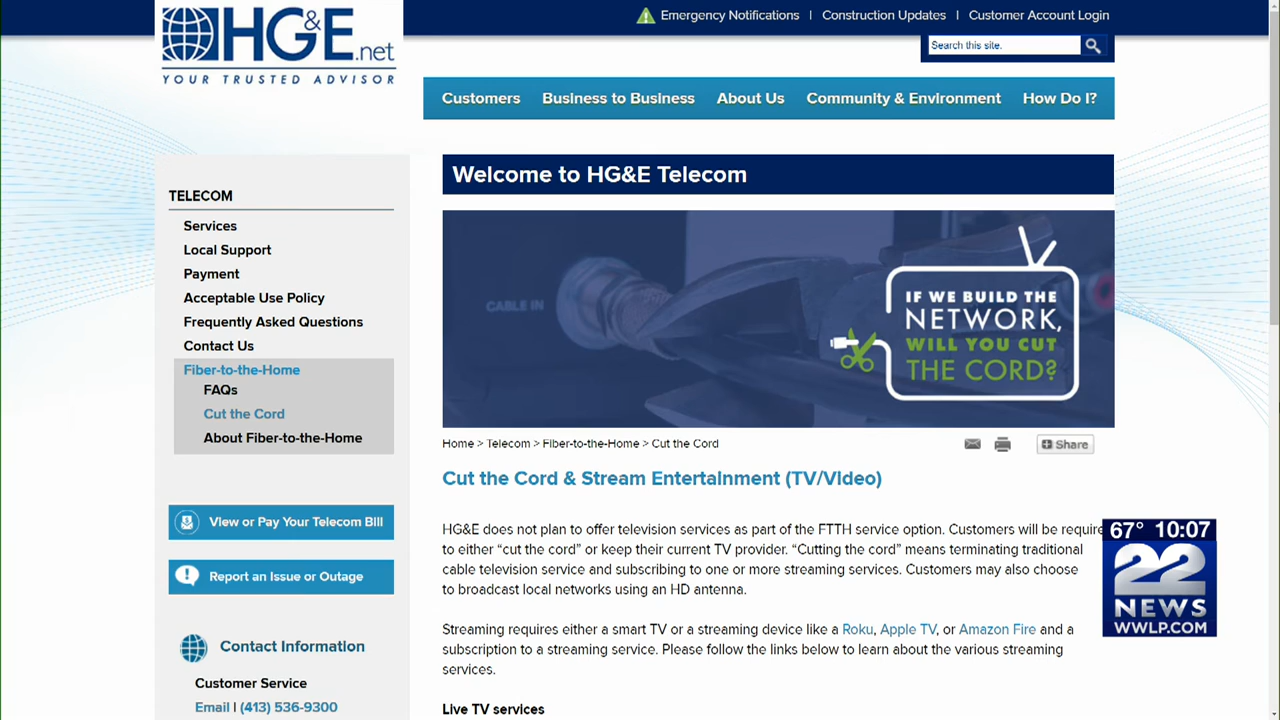 HG&E.net
YOUR TRUSTED ADVISOR
Emergency Notifications | Construction Updates | Customer Account Login
Search this site.
Customers Business to Business About Us Community & Environment How Do I?
TELECOM
Services
Local Support
Payment
Acceptable Use Policy
Frequently Asked Questions
Contact Us
Fiber-to-the-Home
FAQs
Cut the Cord
About Fiber-to-the-Home
View or Pay Your Telecom Bill
Report an Issue or Outage
Contact Information
Customer Service
Email | (413) 536-9300
Welcome to HG&E Telecom
CABLE IN
IF WE BUILD THE
NETWORK,
WILL YOU CUT
THE CORD?
Home > Telecom > Fiber-to-the-Home > Cut the Cord
Share
Cut the Cord & Stream Entertainment (TV/Video)
HG&E does not plan to offer television services as part of the FTTH service option. Customers will be require
to either “cut the cord” or keep their current TV provider. “Cutting the cord” means terminating traditional
cable television service and subscribing to one or more streaming services. Customers may also choose
to broadcast local networks using an HD antenna.
Streaming requires either a smart TV or a streaming device like a Roku, Apple TV, or Amazon Fire and a
subscription to a streaming service. Please follow the links below to learn about the various streaming
services.
Live TV services
67° 10:07
22
NEWS
WWLP.COM